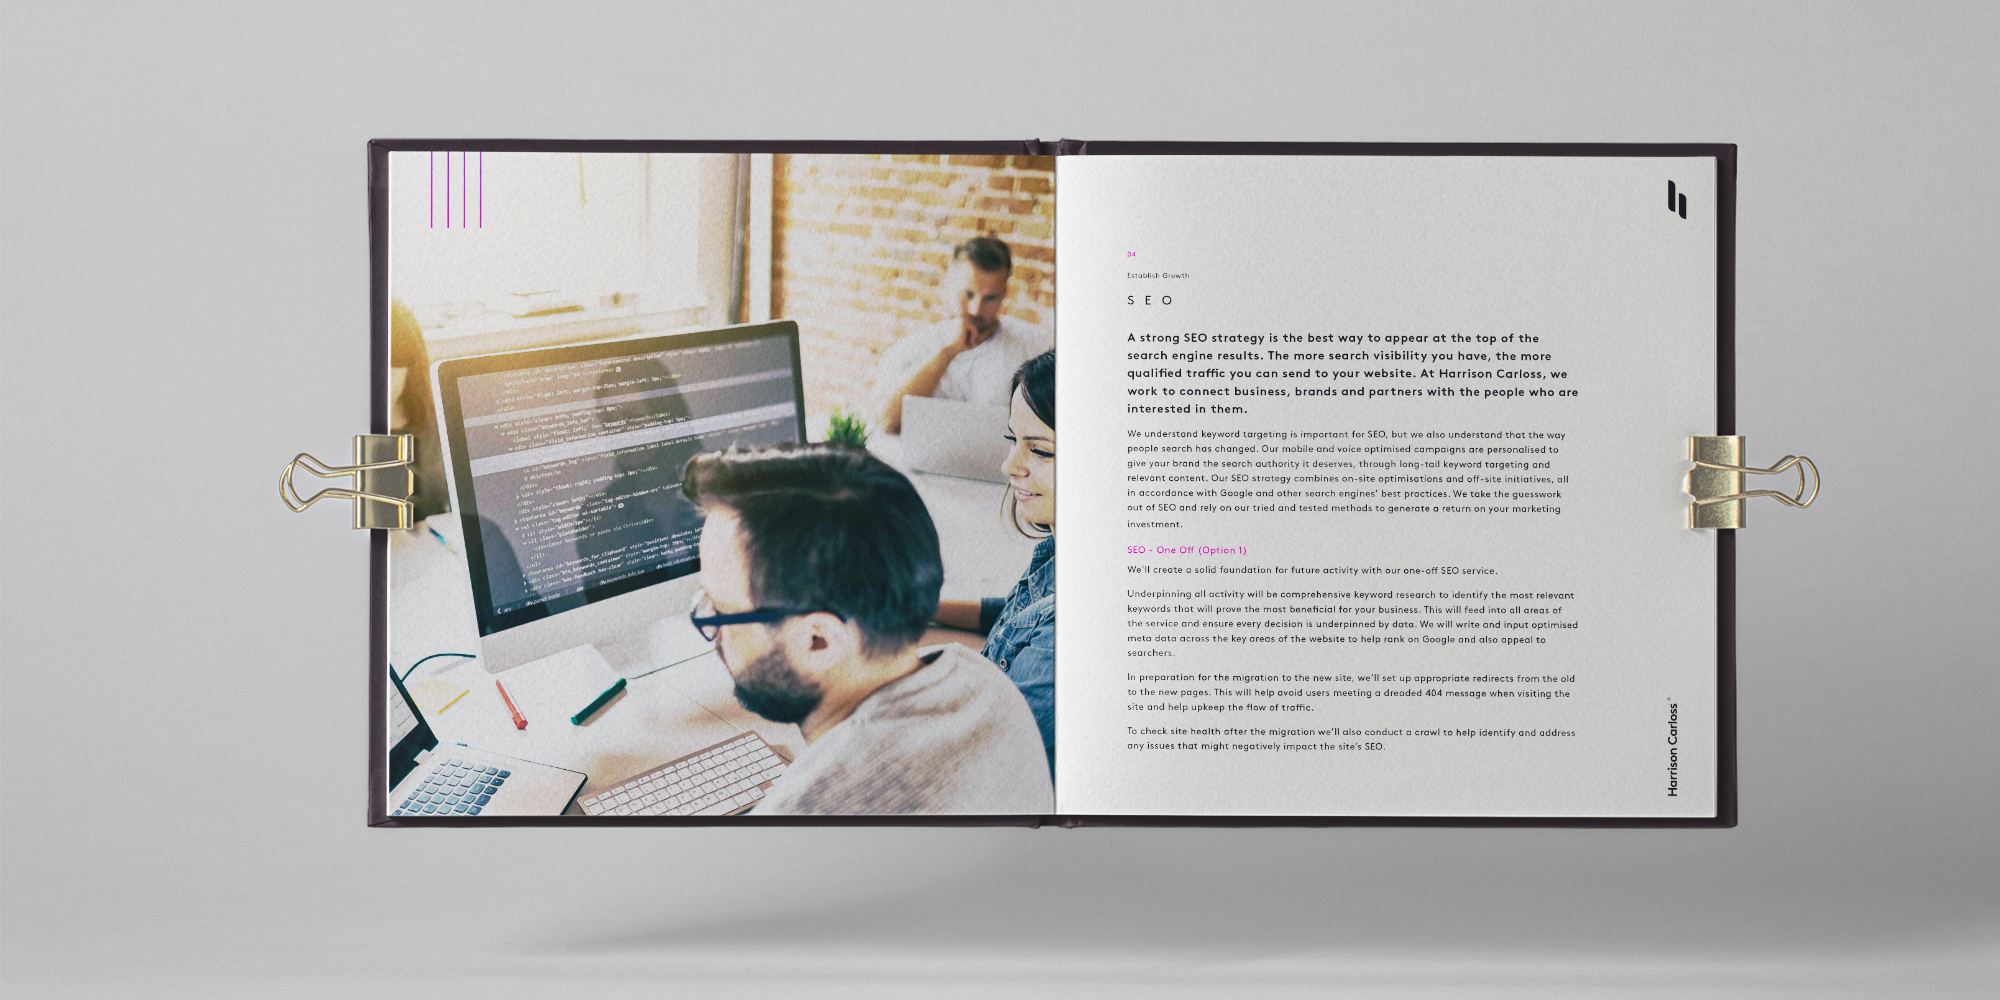 04
Establish Growth
SEO
A strong SEO strategy is the best way to appear at the top of the
search engine results. The more search visibility you have, the more
qualified traffic you can send to your website. At Harrison Carloss, we
work to connect business, brands and partners with the people who are
interested in them.
We understand keyword targeting is important for SEO, but we also understand that the way
people search has changed. Our mobile and voice optimised campaigns are personalised to
give your brand the search authority it deserves, through long-tail keyword targeting and
relevant content. Our SEO strategy combines on-site optimisations and off-site initiatives, all
in accordance with Google and other search engines' best practices. We take the guesswork
out of SEO and rely on our tried and tested methods to generate a return on your marketing
investment.
SEO - One Off (Option 1)
We'll create a solid foundation for future activity with our one-off SEO service.
Underpinning all activity will be comprehensive keyword research to identify the most relevant
keywords that will prove the most beneficial for your business. This will feed into all areas of
the service and ensure every decision is underpinned by data. We will write and input optimised
meta data across the key areas of the website to help rank on Google and also appeal to
searchers.
In preparation for the migration to the new site, we'll set up appropriate redirects from the old
to the new pages. This will help avoid users meeting a dreaded 404 message when visiting the
site and help upkeep the flow of traffic.
To check site health after the migration we'll also conduct a crawl to help identify and address
any issues that might negatively impact the site's SEO.
Harrison Carloss